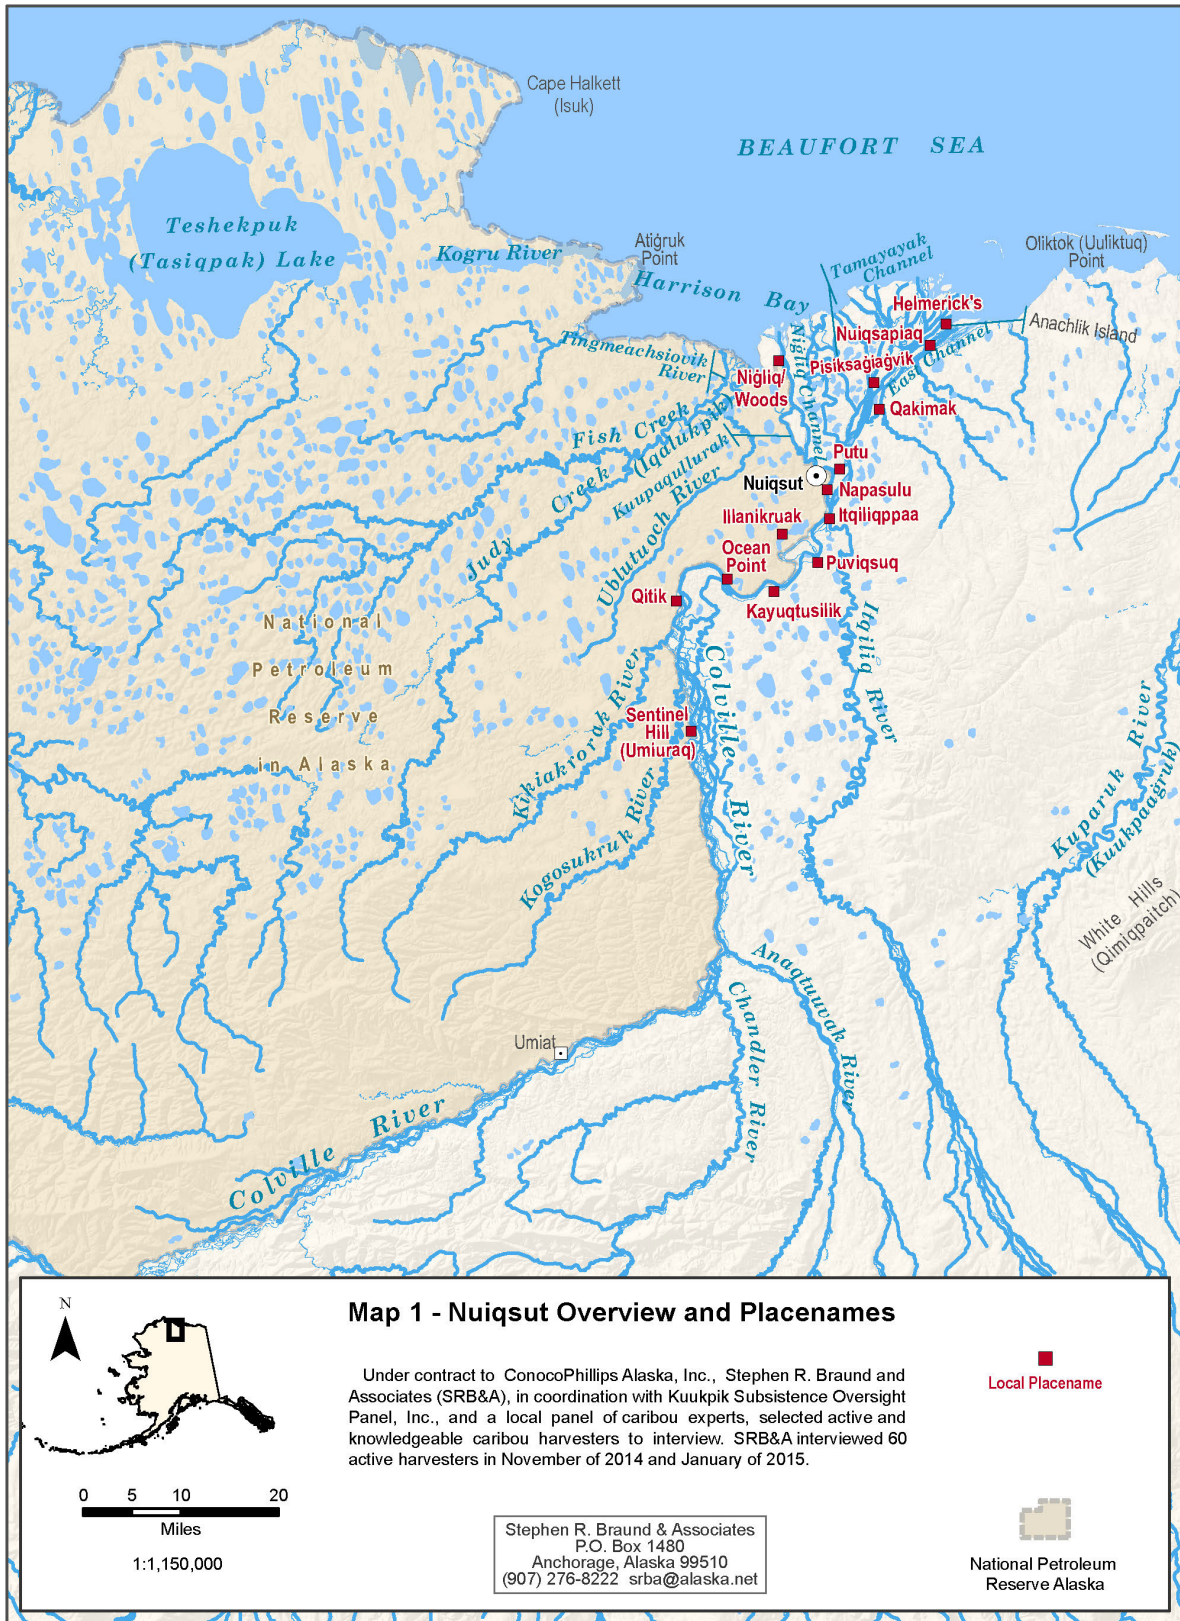 Cape Halkett
(Isuk)
BEAUFORT SEA
Teshekpuk
(Tasiqpak) Lake
Kogru River
Atiġruk
Point
Harrison Bay
Tamayayak
Channel
Oliktok (Uuliktuq)
Point
Helmerick's
Anachlik Island
Nuiqsapiaq
East Channel
Pisiksaġiaġvik
Qakimak
Tingmeachsiovik
River
Niġliq/
Woods
Niġliq Channel
Fish Creek
(Iqalukpik)
Judy Creek
Kuupaqullurak
Ublutuoch River
Putu
Nuiqsut
Napasulu
Itqiliqppaa
Illanikruak
Ocean
Point
Puviqsuq
Qitik
Kayuqtusilik
Itqiliq River
National
Petroleum
Reserve
in Alaska
Colville River
Sentinel
Hill
(Umiuraq)
Kikiakrorak River
Kogosukruk River
Kuparuk River
(Kuukpaaġruk)
White Hills
(Qimiqpaitch)
Anaqtuuvak River
Chandler River
Umiat
Colville River
N
Map 1 - Nuiqsut Overview and Placenames
Under contract to ConocoPhillips Alaska, Inc., Stephen R. Braund and
Associates (SRB&A), in coordination with Kuukpik Subsistence Oversight
Panel, Inc., and a local panel of caribou experts, selected active and
knowledgeable caribou harvesters to interview. SRB&A interviewed 60
active harvesters in November of 2014 and January of 2015.
Local Placename
0 5 10 20
Miles
1:1,150,000
Stephen R. Braund & Associates
P.O. Box 1480
Anchorage, Alaska 99510
(907) 276-8222 srba@alaska.net
National Petroleum
Reserve Alaska